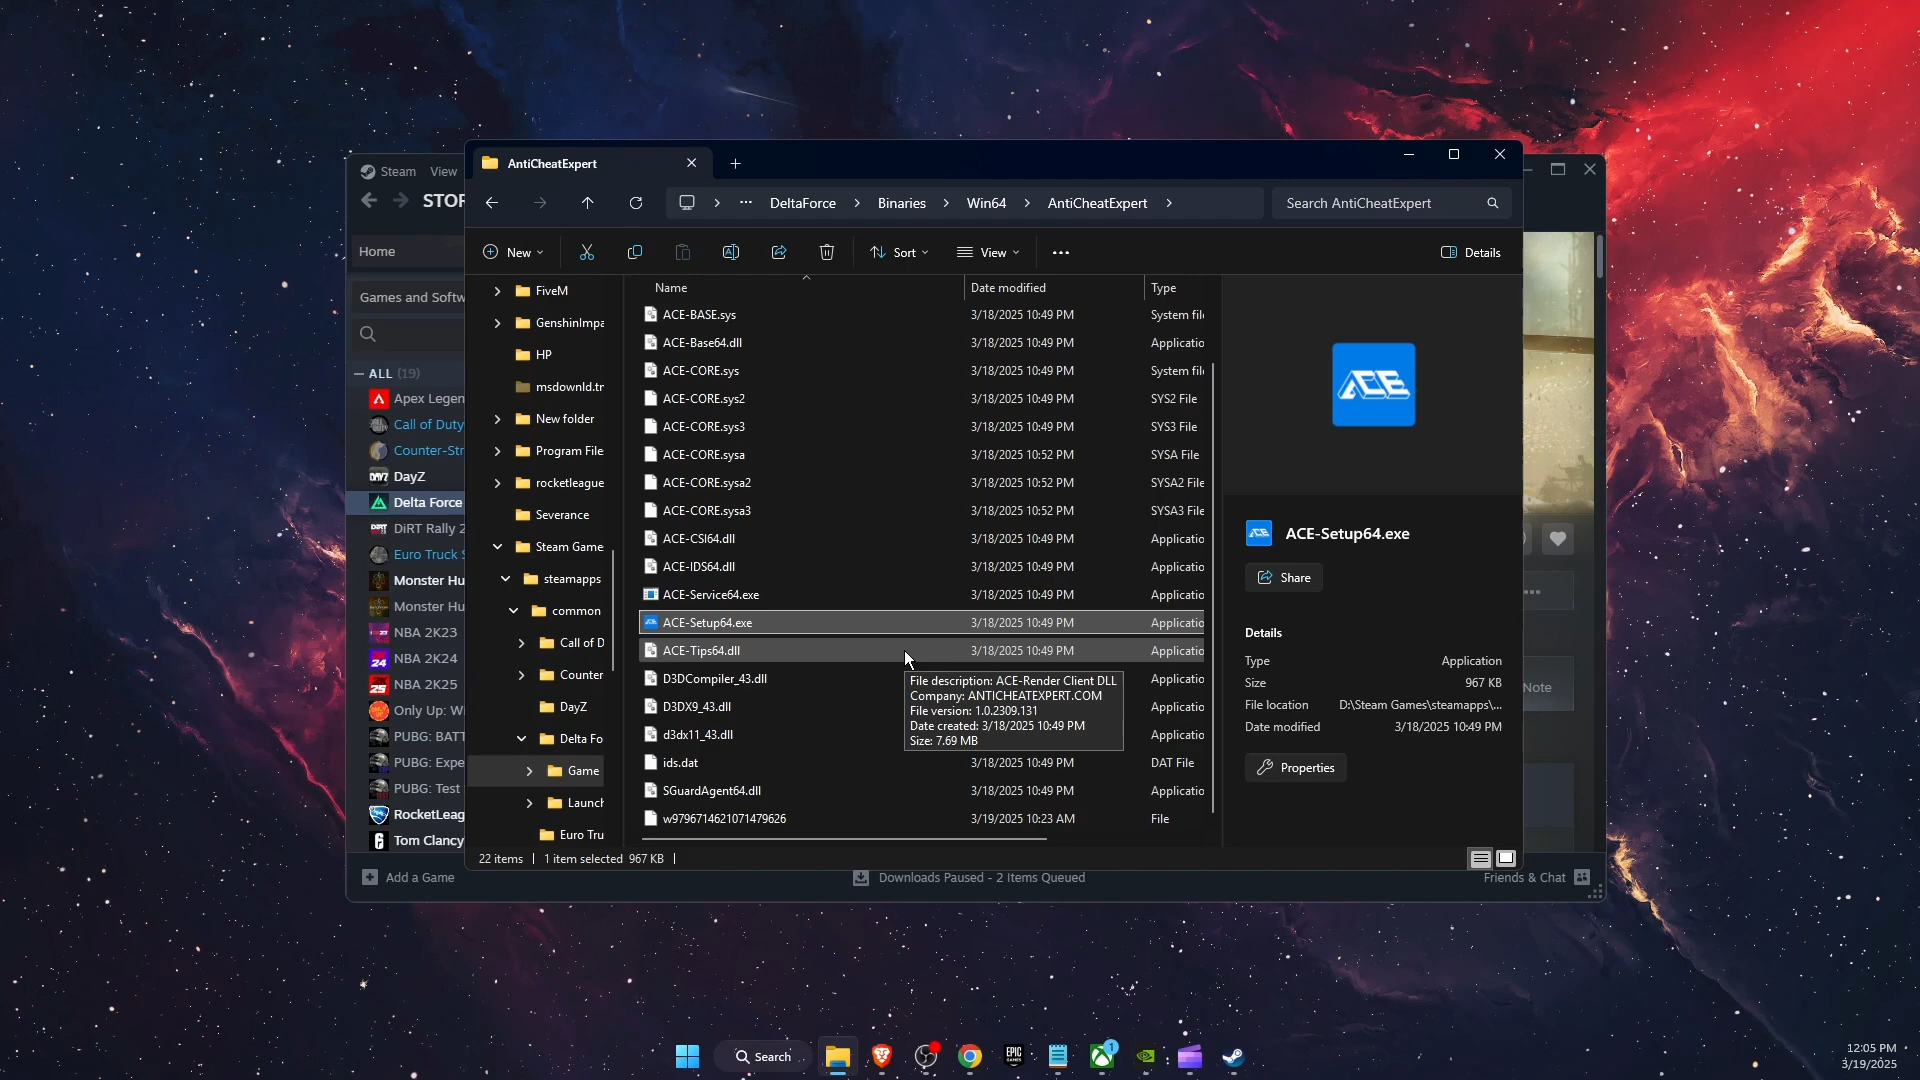 AntiCheatExpert
Steam
View
STOR
DeltaForce
Binaries
Win64
AntiCheatExpert
Search AntiCheatExpert
Home
New
Sort
View
Details
Games and Softw
ALL (19)
Apex Legen
Call of Duty
Counter-Str
DayZ
Delta Force
DiRT Rally 2
Euro Truck S
Monster Hu
Monster Hu
NBA 2K23
NBA 2K24
NBA 2K25
Only Up: W
PUBG: BATT
PUBG: Expe
PUBG: Test
RocketLeag
Tom Clancy
FiveM
GenshinImpa
HP
msdownld.tr
New folder
Program File
rocketleague
Severance
Steam Game
steamapps
common
Call of D
Counter
DayZ
Delta Fo
Game
Launch
Euro Tru
Name Date modified Type
ACE-BASE.sys 3/18/2025 10:49 PM System file
ACE-Base64.dll 3/18/2025 10:49 PM Applicatio
ACE-CORE.sys 3/18/2025 10:49 PM System file
ACE-CORE.sys2 3/18/2025 10:49 PM SYS2 File
ACE-CORE.sys3 3/18/2025 10:49 PM SYS3 File
ACE-CORE.sysa 3/18/2025 10:52 PM SYSA File
ACE-CORE.sysa2 3/18/2025 10:52 PM SYSA2 File
ACE-CORE.sysa3 3/18/2025 10:52 PM SYSA3 File
ACE-CSI64.dll 3/18/2025 10:49 PM Applicatio
ACE-IDS64.dll 3/18/2025 10:49 PM Applicatio
ACE-Service64.exe 3/18/2025 10:49 PM Applicatio
ACE-Setup64.exe 3/18/2025 10:49 PM Applicatio
ACE-Tips64.dll 3/18/2025 10:49 PM Applicatio
D3DCompiler_43.dll Applicatio
D3DX9_43.dll Applicatio
d3dx11_43.dll Applicatio
ids.dat 3/18/2025 10:49 PM DAT File
SGuardAgent64.dll 3/18/2025 10:49 PM Applicatio
w9796714621071479626 3/19/2025 10:23 AM File
File description: ACE-Render Client DLL
Company: ANTICHEATEXPERT.COM
File version: 1.0.2309.131
Date created: 3/18/2025 10:49 PM
Size: 7.69 MB
ACE
ACE-Setup64.exe
Share
Details
Type Application
Size 967 KB
File location D:\Steam Games\steamapps\...
Date modified 3/18/2025 10:49 PM
Properties
Note
22 items 1 item selected 967 KB
Add a Game
Downloads Paused - 2 Items Queued
Friends & Chat
Search
EPIC GAMES
1
12:05 PM
3/19/2025